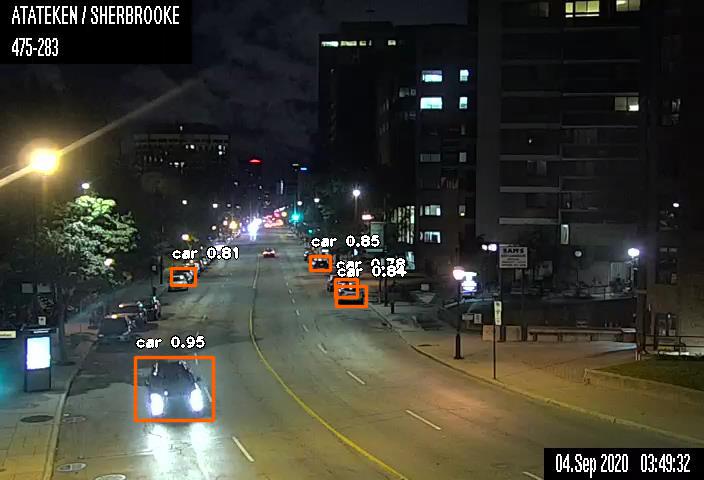 ATATEKEN / SHERBROOKE
475-283
car 0.81
car 0.85
car 0.78
car 0.84
car 0.95
04.Sep 2020 03:49:32